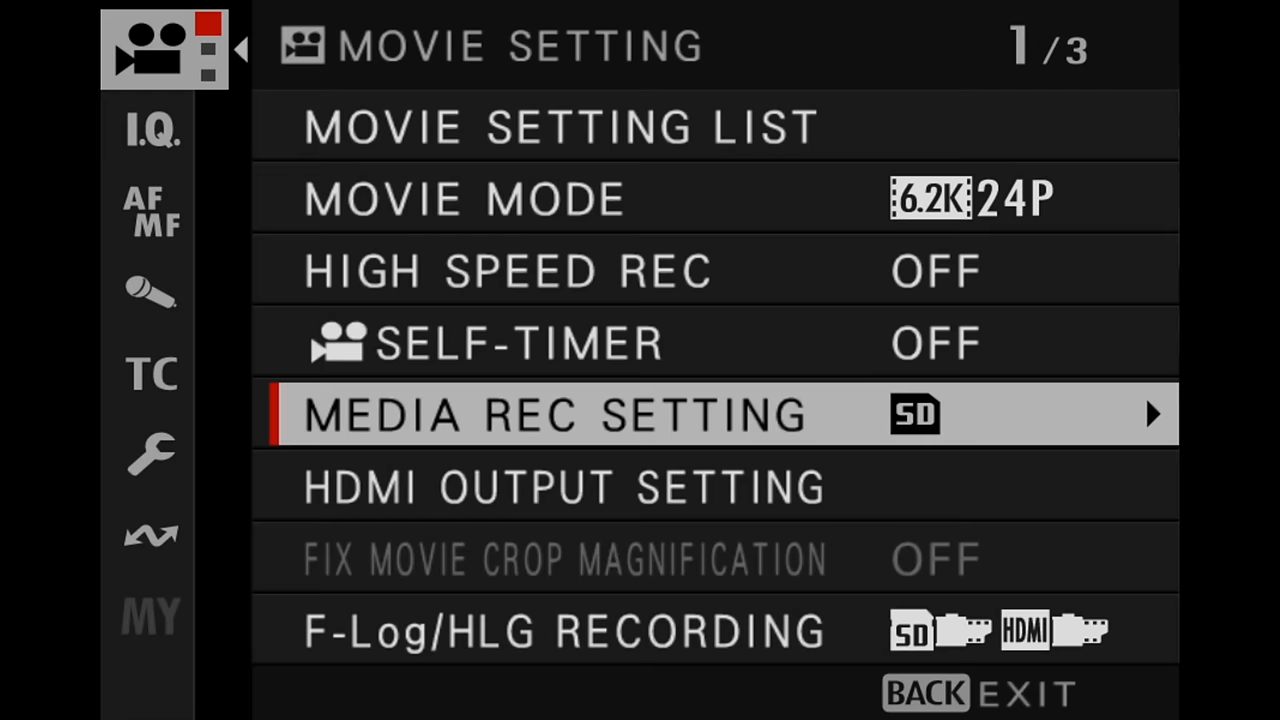 MOVIE SETTING 1/3
I.Q.
AF
MF
TC
MY
MOVIE SETTING LIST
MOVIE MODE 6.2K 24P
HIGH SPEED REC OFF
SELF-TIMER OFF
MEDIA REC SETTING SD
HDMI OUTPUT SETTING
FIX MOVIE CROP MAGNIFICATION OFF
F-Log/HLG RECORDING SD HDMI
BACK EXIT